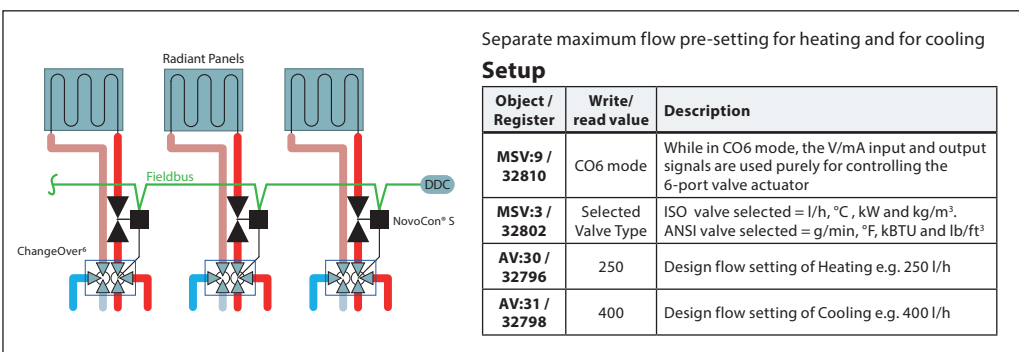 Radiant Panels
Fieldbus
DDC
NovoCon® S
ChangeOver⁶
Separate maximum flow pre-setting for heating and for cooling
Setup
Object / Register
Write/ read value
Description
MSV:9 / 32810
CO6 mode
While in CO6 mode, the V/mA input and output
signals are used purely for controlling the
6-port valve actuator
MSV:3 / 32802
Selected Valve Type
ISO valve selected = l/h, °C , kW and kg/m³.
ANSI valve selected = g/min, °F, kBTU and lb/ft³
AV:30 / 32796
250
Design flow setting of Heating e.g. 250 l/h
AV:31 / 32798
400
Design flow setting of Cooling e.g. 400 l/h